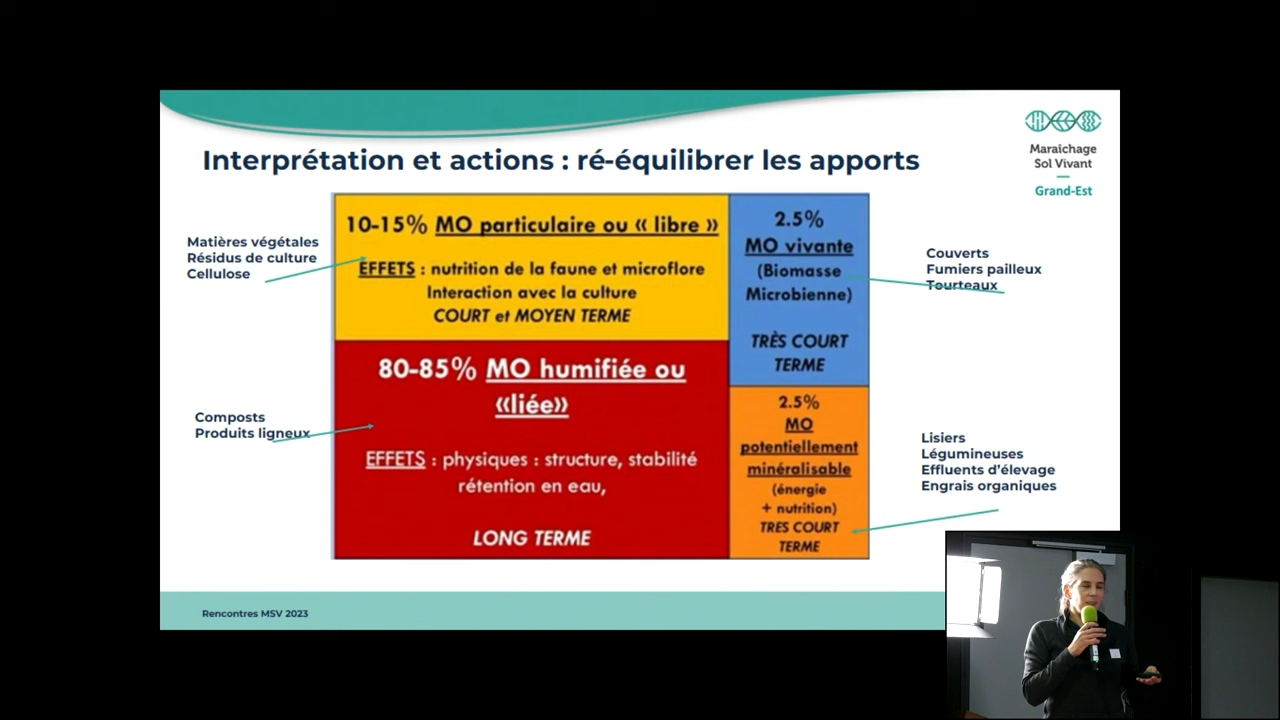 Interprétation et actions : ré-équilibrer les apports
Maraîchage
Sol Vivant
Grand-Est
Matières végétales
Résidus de culture
Cellulose
10-15% MO particulaire ou « libre »
EFFETS : nutrition de la faune et microflore
Interaction avec la culture
COURT et MOYEN TERME
2.5%
MO vivante
(Biomasse
Microbienne)
TRÈS COURT
TERME
Couverts
Fumiers pailleux
Tourteaux
Composts
Produits ligneux
80-85% MO humifiée ou
«liée»
EFFETS : physiques : structure, stabilité
rétention en eau,
LONG TERME
2.5%
MO
potentiellement
minéralisable
(énergie
+ nutrition)
TRES COURT
TERME
Lisiers
Légumineuses
Effluents d'élevage
Engrais organiques
Rencontres MSV 2023